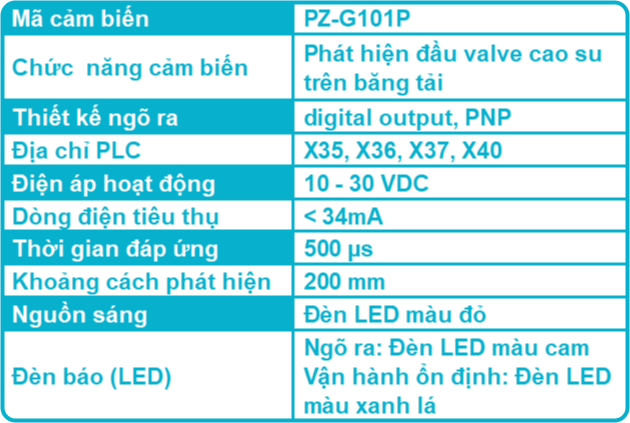 Mã cảm biến PZ-G101P
Chức năng cảm biến Phát hiện đầu valve cao su
trên băng tải
Thiết kế ngõ ra digital output, PNP
Địa chỉ PLC X35, X36, X37, X40
Điện áp hoạt động 10 - 30 VDC
Dòng điện tiêu thụ < 34mA
Thời gian đáp ứng 500 µs
Khoảng cách phát hiện 200 mm
Nguồn sáng Đèn LED màu đỏ
Đèn báo (LED) Ngõ ra: Đèn LED màu cam
Vận hành ổn định: Đèn LED
màu xanh lá